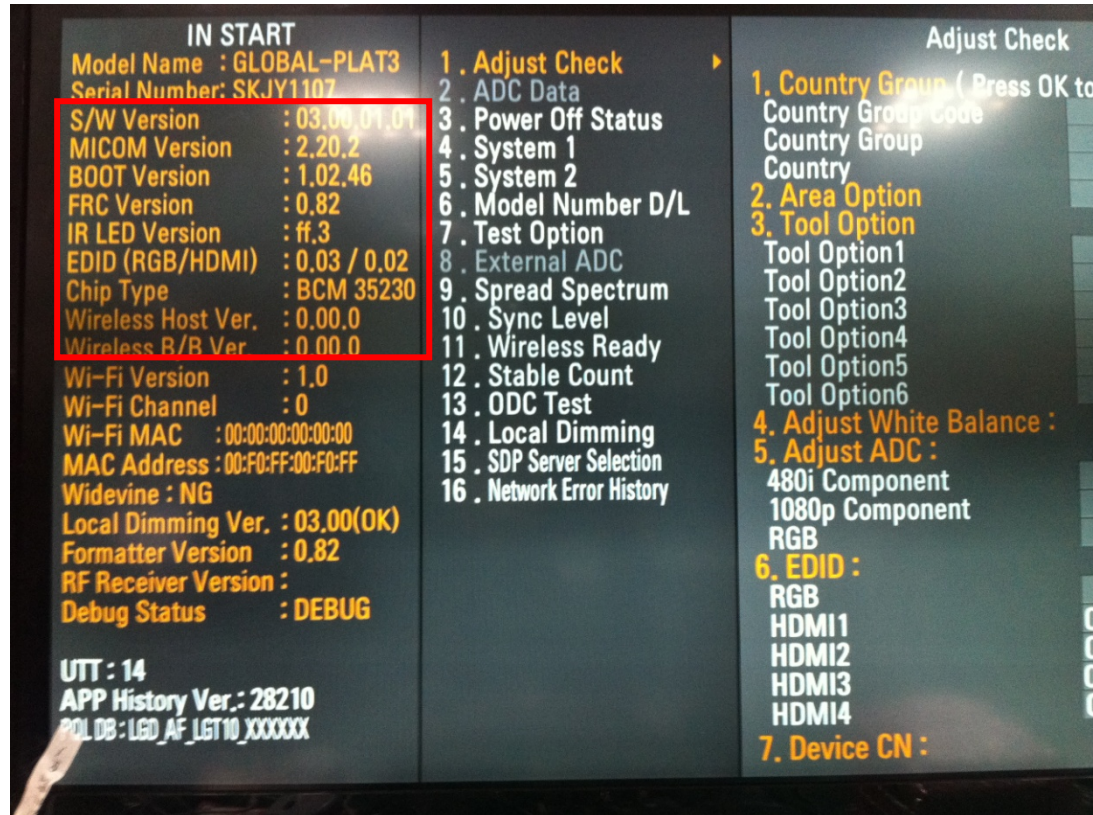 IN START
Model Name : GLOBAL-PLAT3
Serial Number: SKJY1107
S/W Version : 03.00.01.01
MICOM Version : 2.20.2
BOOT Version : 1.02.46
FRC Version : 0.82
IR LED Version : ff.3
EDID (RGB/HDMI) : 0.03 / 0.02
Chip Type : BCM 35230
Wireless Host Ver. : 0.00.0
Wireless B/B Ver. : 0.00.0
Wi-Fi Version : 1.0
Wi-Fi Channel : 0
Wi-Fi MAC : 00:00:00:00:00:00
MAC Address : 00:F0:FF:00:F0:FF
Widevine : NG
Local Dimming Ver. : 03.00(OK)
Formatter Version : 0.82
RF Receiver Version :
Debug Status : DEBUG
UTT : 14
APP History Ver.: 28210
PQL DB : LGD_AF_LGT10_XXXXXX
1 . Adjust Check
2 . ADC Data
3 . Power Off Status
4 . System 1
5 . System 2
6 . Model Number D/L
7 . Test Option
8 . External ADC
9 . Spread Spectrum
10 . Sync Level
11 . Wireless Ready
12 . Stable Count
13 . ODC Test
14 . Local Dimming
15 . SDP Server Selection
16 . Network Error History
Adjust Check
1. Country Group ( Press OK to
Country Group Code
Country Group
Country
2. Area Option
3. Tool Option
Tool Option1
Tool Option2
Tool Option3
Tool Option4
Tool Option5
Tool Option6
4. Adjust White Balance :
5. Adjust ADC :
480i Component
1080p Component
RGB
6. EDID :
RGB
HDMI1
HDMI2
HDMI3
HDMI4
7. Device CN :